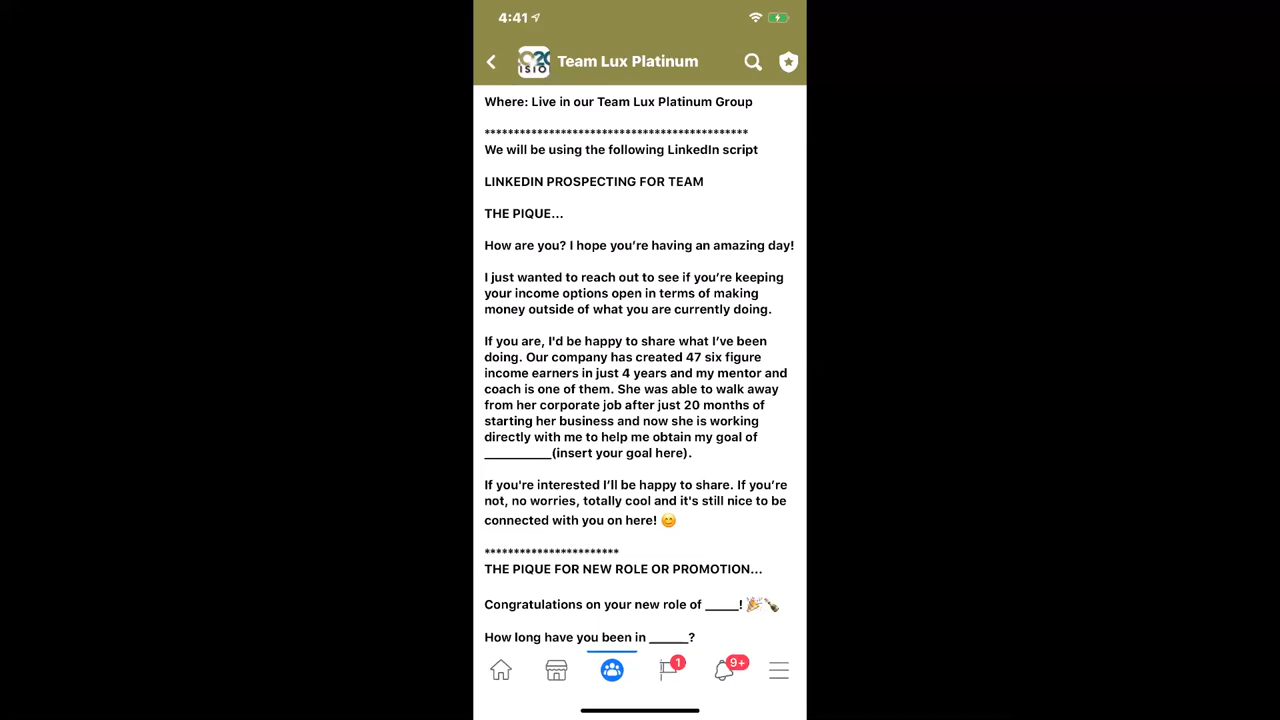 4:41
Team Lux Platinum
ISIO
Where: Live in our Team Lux Platinum Group
*********************************************
We will be using the following LinkedIn script
LINKEDIN PROSPECTING FOR TEAM
THE PIQUE...
How are you? I hope you’re having an amazing day!
I just wanted to reach out to see if you’re keeping
your income options open in terms of making
money outside of what you are currently doing.
If you are, I'd be happy to share what I’ve been
doing. Our company has created 47 six figure
income earners in just 4 years and my mentor and
coach is one of them. She was able to walk away
from her corporate job after just 20 months of
starting her business and now she is working
directly with me to help me obtain my goal of
__________(insert your goal here).
If you're interested I’ll be happy to share. If you’re
not, no worries, totally cool and it's still nice to be
connected with you on here! 😊
***********************
THE PIQUE FOR NEW ROLE OR PROMOTION...
Congratulations on your new role of _____! 🎉🍾
How long have you been in ______?
1
9+